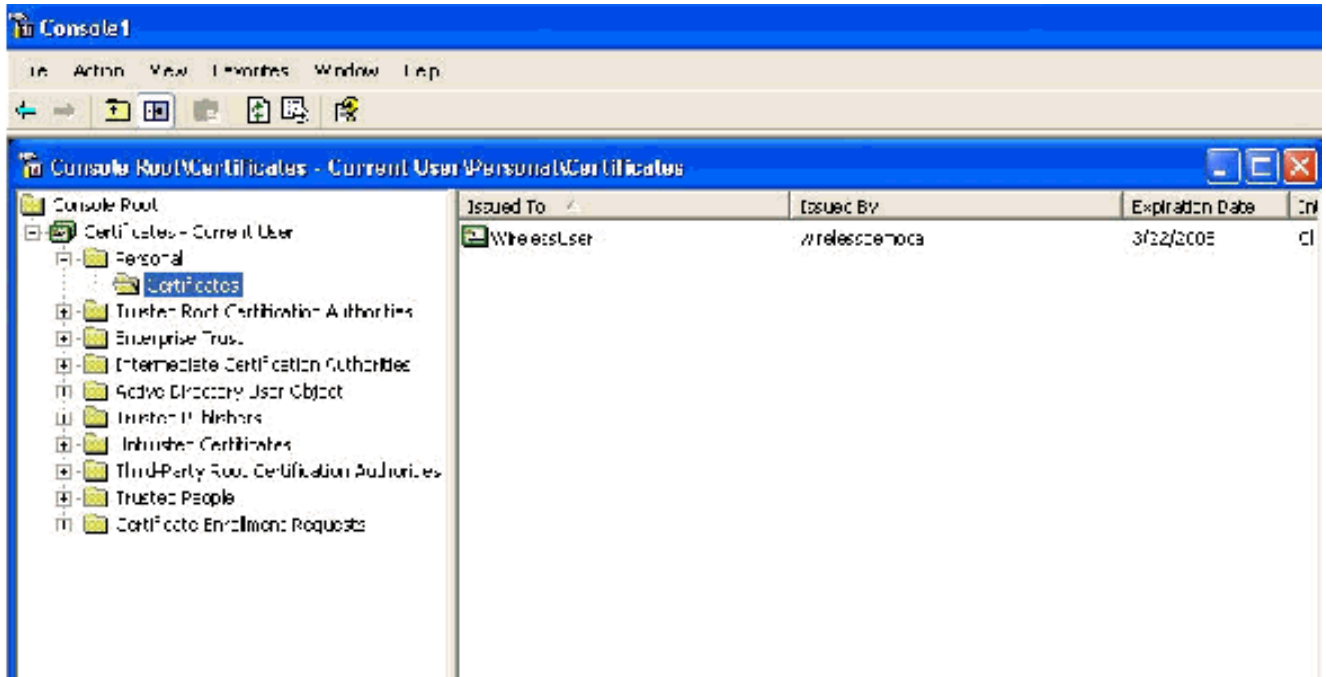 Console1
Action View Favorites Window Help
Console Root\Certificates - Current User\Personal\Certificates
Console Root
Certificates - Current User
Personal
Certificates
Trusted Root Certification Authorities
Enterprise Trust
Intermediate Certification Authorities
Active Directory User Object
Trusted Publishers
Untrusted Certificates
Third-Party Root Certification Authorities
Trusted People
Certificate Enrollment Requests
Issued To Issued By Expiration Date
WirelessUser wirelessdemoca